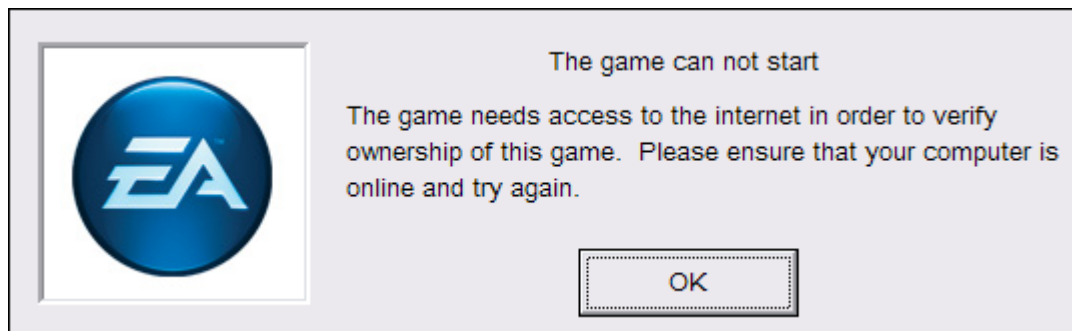 The game can not start
The game needs access to the internet in order to verify
ownership of this game.  Please ensure that your computer is
online and try again.
EA™
OK